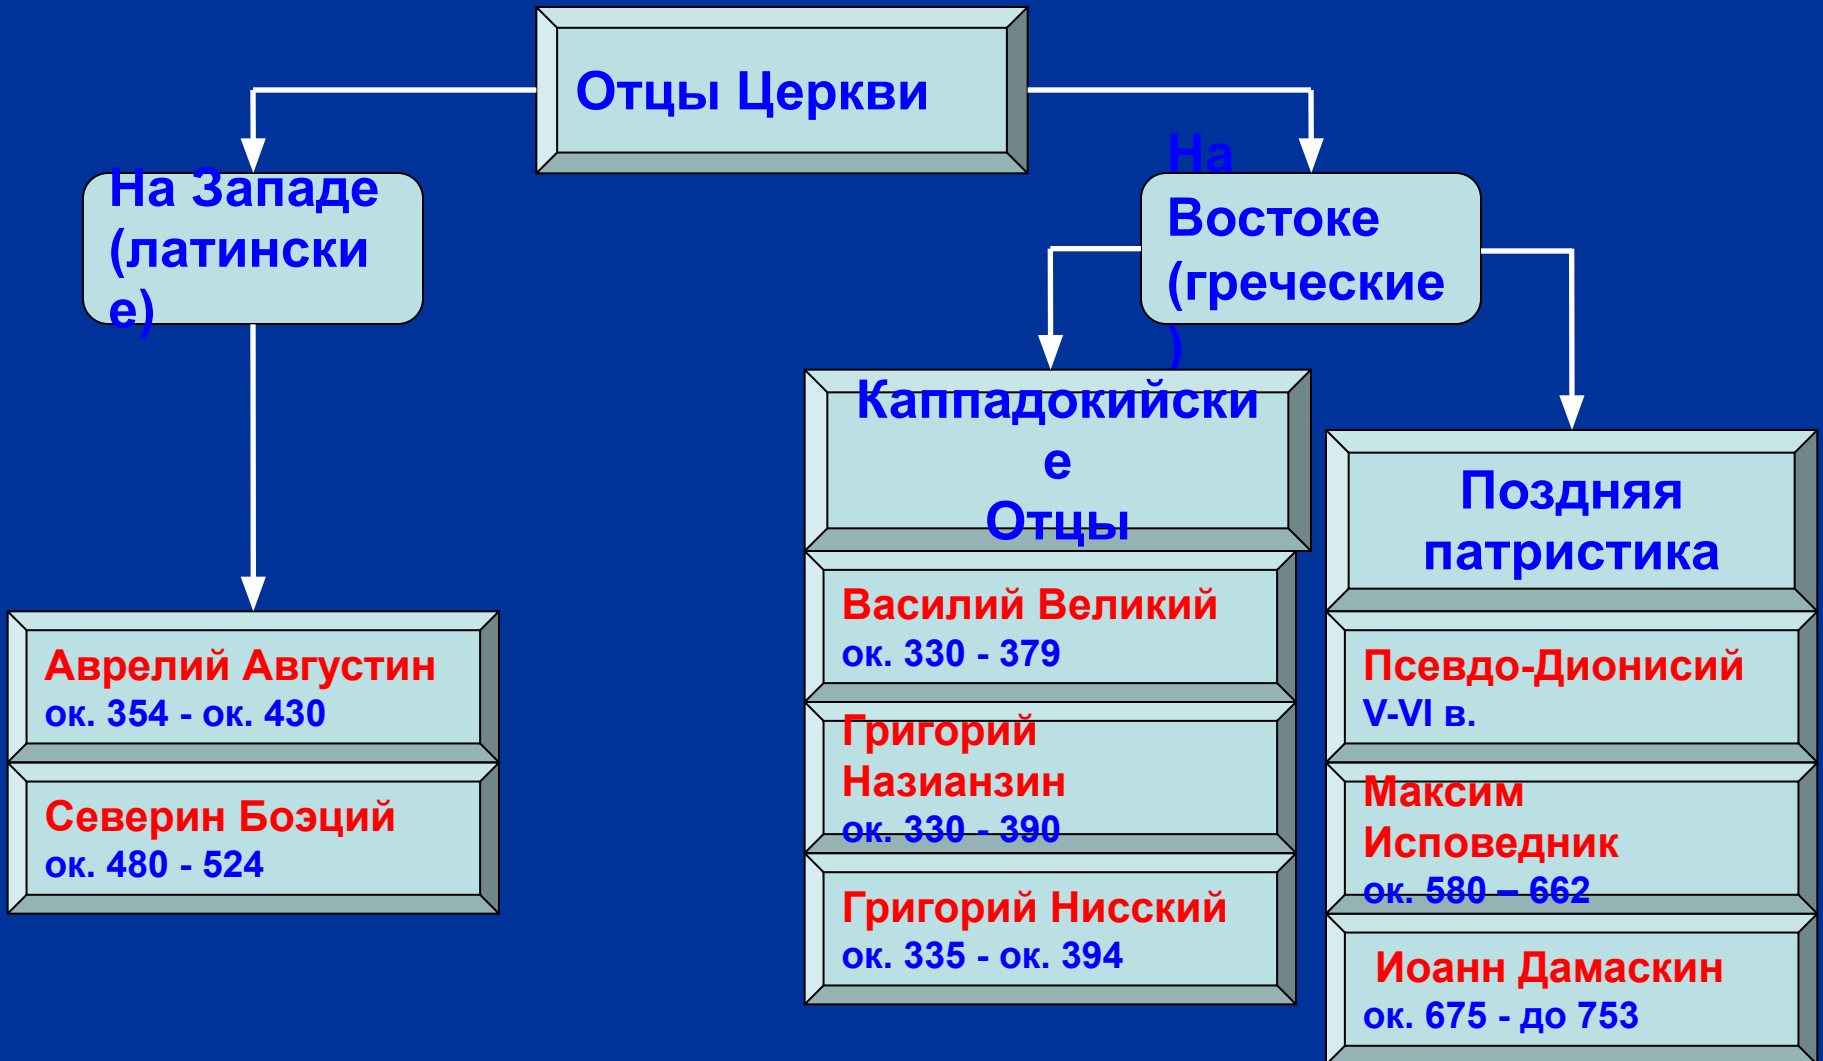 Отцы Церкви
На Западе
(латински
е)
На
Востоке
(греческие
)
Каппадокийски
е
Отцы
Василий Великий
ок. 330 - 379
Григорий
Назианзин
ок. 330 - 390
Григорий Нисский
ок. 335 - ок. 394
Поздняя
патристика
Псевдо-Дионисий
V-VI в.
Максим
Исповедник
ок. 580 – 662
Иоанн Дамаскин
ок. 675 - до 753
Аврелий Августин
ок. 354 - ок. 430
Северин Боэций
ок. 480 - 524